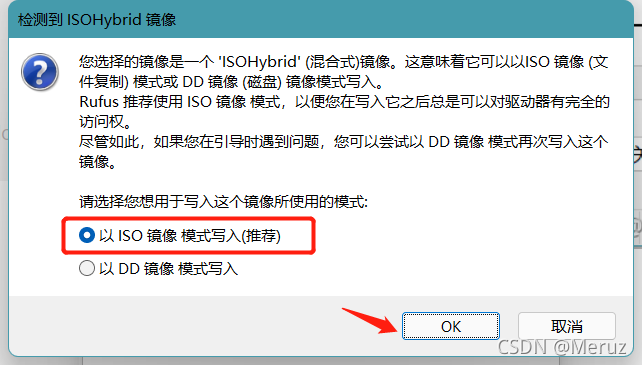 检测到 ISOHybrid 镜像
您选择的镜像是一个 'ISOHybrid' (混合式)镜像。这意味着它可以以ISO 镜像 (文
件复制) 模式或 DD 镜像 (磁盘) 镜像模式写入。
Rufus 推荐使用 ISO 镜像 模式，以便您在写入它之后总是可以对驱动器有完全的
访问权。
尽管如此，如果您在引导时遇到问题，您可以尝试以 DD 镜像 模式再次写入这个
镜像。
请选择您想用于写入这个镜像所使用的模式:
以 ISO 镜像 模式写入(推荐)
以 DD 镜像 模式写入
OK
取消
CSDN @Meruz